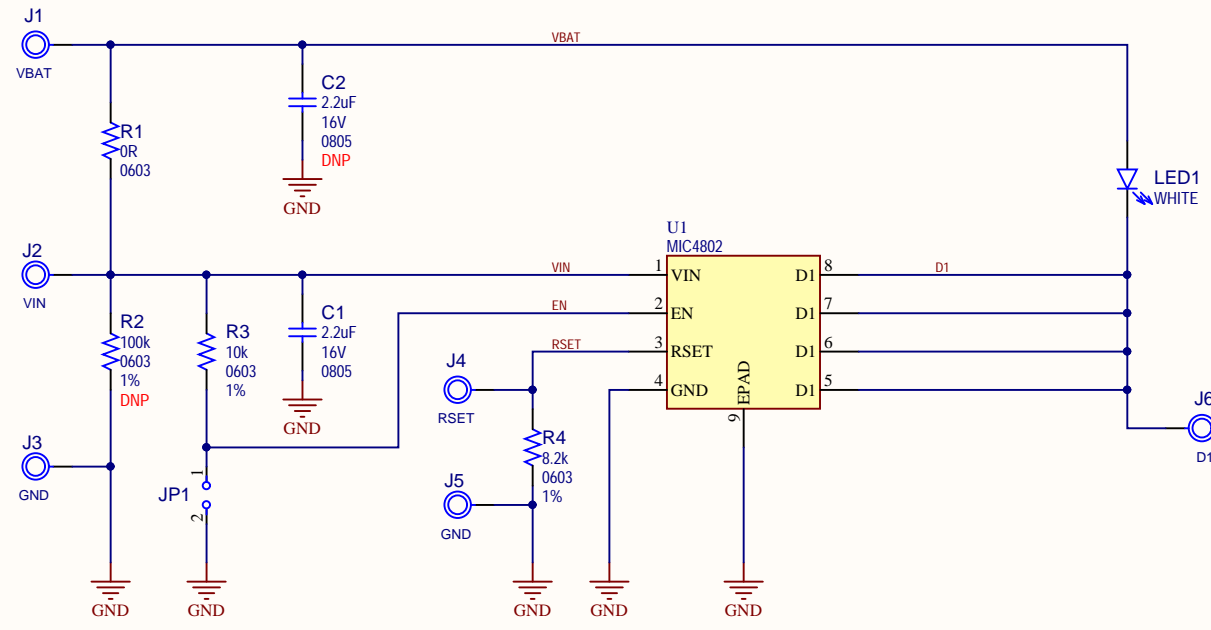 J1
VBAT
VBAT
C2
2.2uF
16V
0805
DNP
GND
R1
0R
0603
LED1
WHITE
U1
MIC4802
J2
VIN
VIN
1
VIN
D1
8
D1
EN
2
EN
D1
7
RSET
3
RSET
D1
6
4
GND
D1
5
EPAD
9
R2
100k
0603
1%
DNP
R3
10k
0603
1%
C1
2.2uF
16V
0805
GND
J4
RSET
R4
8.2k
0603
1%
J6
D1
J3
GND
JP1
1
2
J5
GND
GND
GND
GND
GND
GND